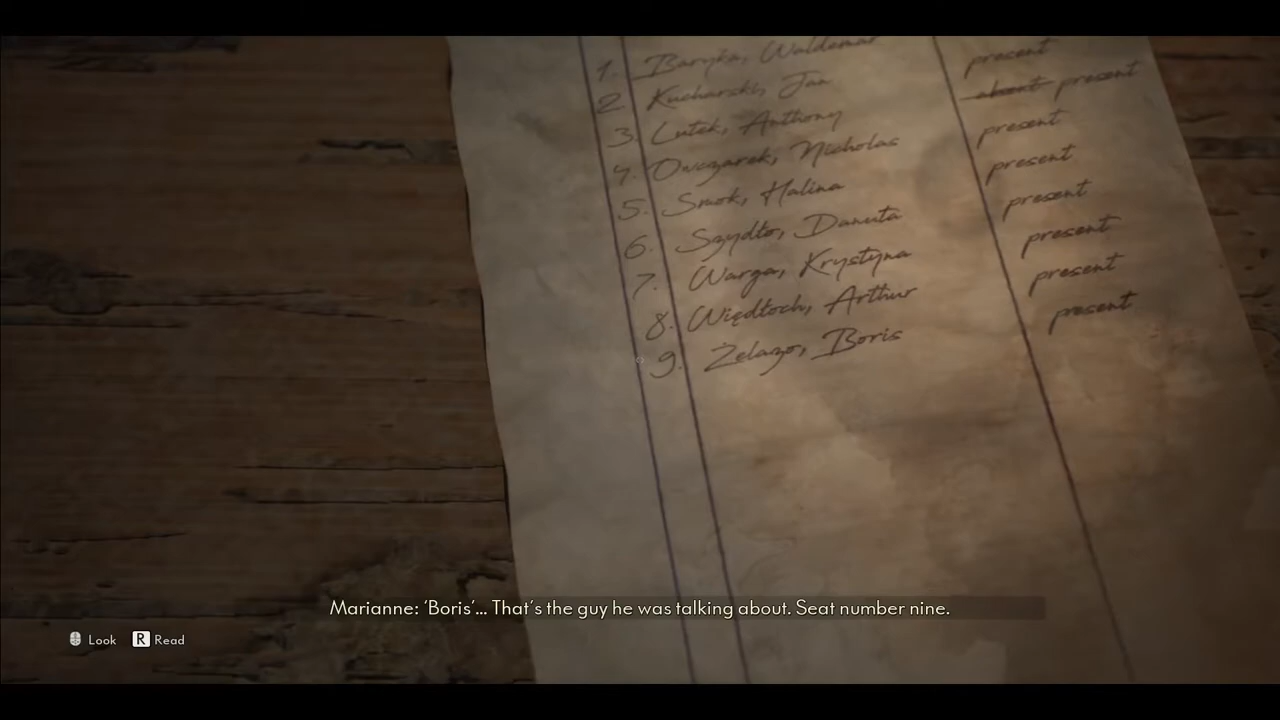 1. Baryka, Waldemar
2. Kucharski, Jan present
3. Lutek, Anthony absent present
4. Owczarek, Nicholas present
5. Smok, Halina present
6. Szydło, Danuta present
7. Warga, Krystyna present
8. Więdłoch, Arthur present
9. Żelazo, Boris present
Marianne: 'Boris'... That's the guy he was talking about. Seat number nine.
Look R Read